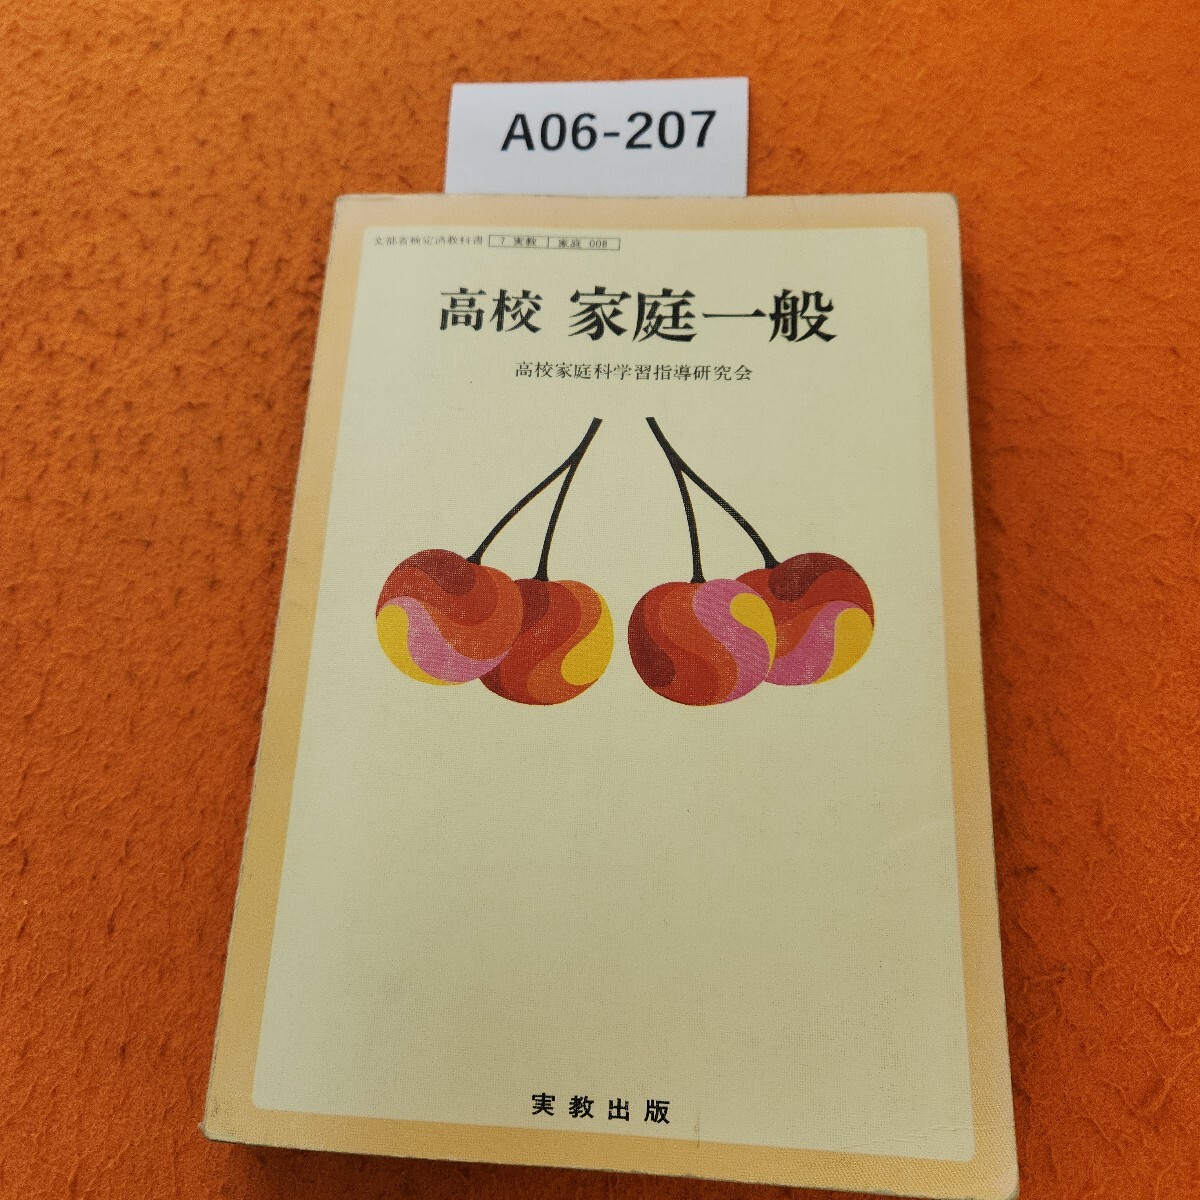 A06-207
文部省検定済教科書 7 実教 家庭 008
高校 家庭一般
高校家庭科学習指導研究会
実教出版